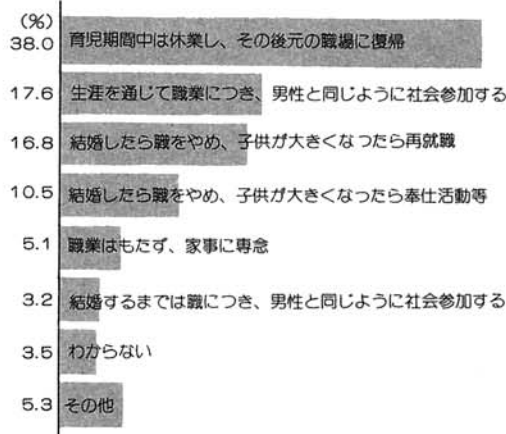 (%)
38.0 育児期間中は休業し、その後元の職場に復帰
17.6 生涯を通じて職業につき、男性と同じように社会参加する
16.8 結婚したら職をやめ、子供が大きくなったら再就職
10.5 結婚したら職をやめ、子供が大きくなったら奉仕活動等
5.1 職業はもたず、家事に専念
3.2 結婚するまでは職につき、男性と同じように社会参加する
3.5 わからない
5.3 その他